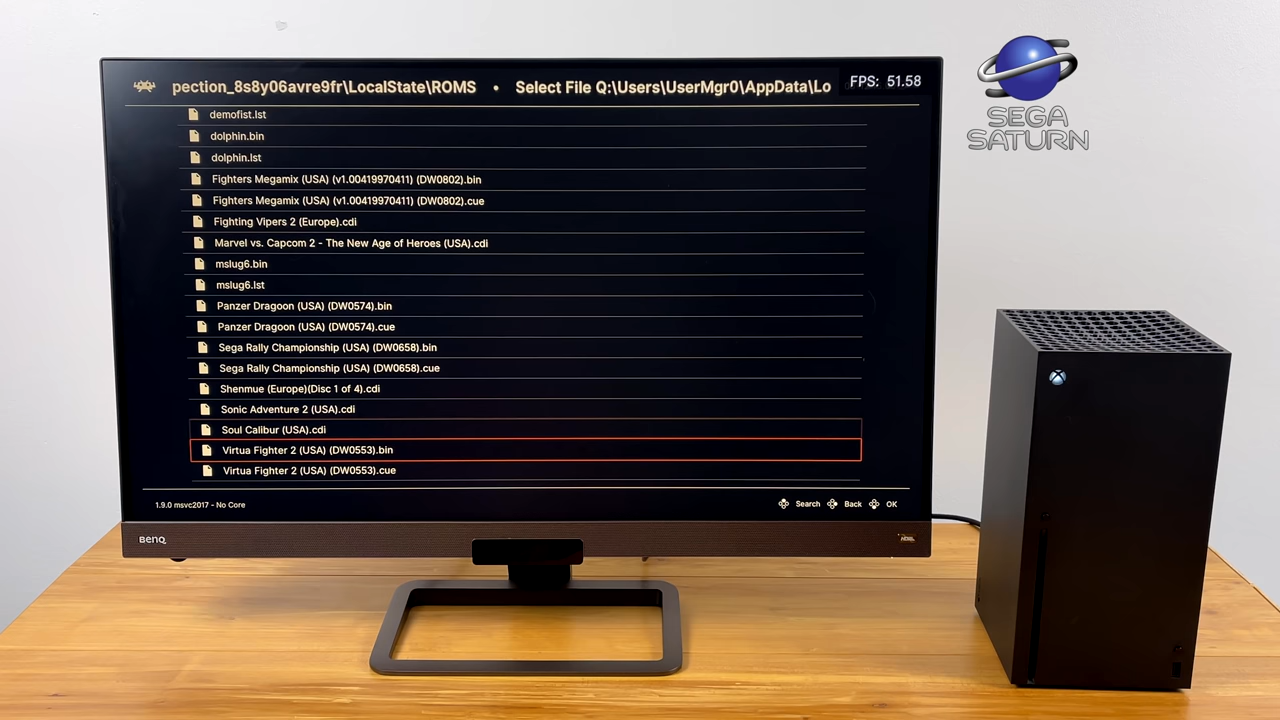 pection_8s8y06avre9fr\LocalState\ROMS • Select File Q:\Users\UserMgr0\AppData\Lo
FPS: 51.58
demofist.lst
dolphin.bin
dolphin.lst
Fighters Megamix (USA) (v1.00419970411) (DW0802).bin
Fighters Megamix (USA) (v1.00419970411) (DW0802).cue
Fighting Vipers 2 (Europe).cdi
Marvel vs. Capcom 2 - The New Age of Heroes (USA).cdi
mslug6.bin
mslug6.lst
Panzer Dragoon (USA) (DW0574).bin
Panzer Dragoon (USA) (DW0574).cue
Sega Rally Championship (USA) (DW0658).bin
Sega Rally Championship (USA) (DW0658).cue
Shenmue (Europe)(Disc 1 of 4).cdi
Sonic Adventure 2 (USA).cdi
Soul Calibur (USA).cdi
Virtua Fighter 2 (USA) (DW0553).bin
Virtua Fighter 2 (USA) (DW0553).cue
1.9.0 msvc2017 - No Core
Search Back OK
BenQ
SEGA
SATURN